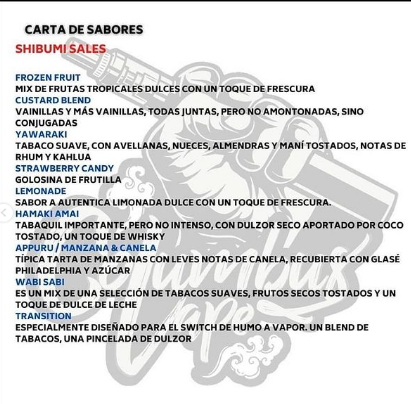 CARTA DE SABORES
SHIBUMI SALES
FROZEN FRUIT
MIX DE FRUTAS TROPICALES DULCES CON UN TOQUE DE FRESCURA
CUSTARD BLEND
VAINILLAS Y MÁS VAINILLAS, TODAS JUNTAS, PERO NO AMONTONADAS, SINO
CONJUGADAS
YAWARAKI
TABACO SUAVE, CON AVELLANAS, NUECES, ALMENDRAS Y MANÍ TOSTADOS, NOTAS DE
RHUM Y KAHLUA
STRAWBERRY CANDY
GOLOSINA DE FRUTILLA
LEMONADE
SABOR A AUTENTICA LIMONADA DULCE CON UN TOQUE DE FRESCURA.
HAMAKI AMAI
TABAQUIL IMPORTANTE, PERO NO INTENSO, CON DULZOR SECO APORTADO POR COCO
TOSTADO, UN TOQUE DE WHISKY
APPURU / MANZANA & CANELA
TÍPICA TARTA DE MANZANAS CON LEVES NOTAS DE CANELA, RECUBIERTA CON GLASÉ
PHILADELPHIA Y AZÚCAR
WABI SABI
ES UN MIX DE UNA SELECCIÓN DE TABACOS SUAVES, FRUTOS SECOS TOSTADOS Y UN
TOQUE DE DULCE DE LECHE
TRANSITION
ESPECIALMENTE DISEÑADO PARA EL SWITCH DE HUMO A VAPOR. UN BLEND DE
TABACOS, UNA PINCELADA DE DULZOR